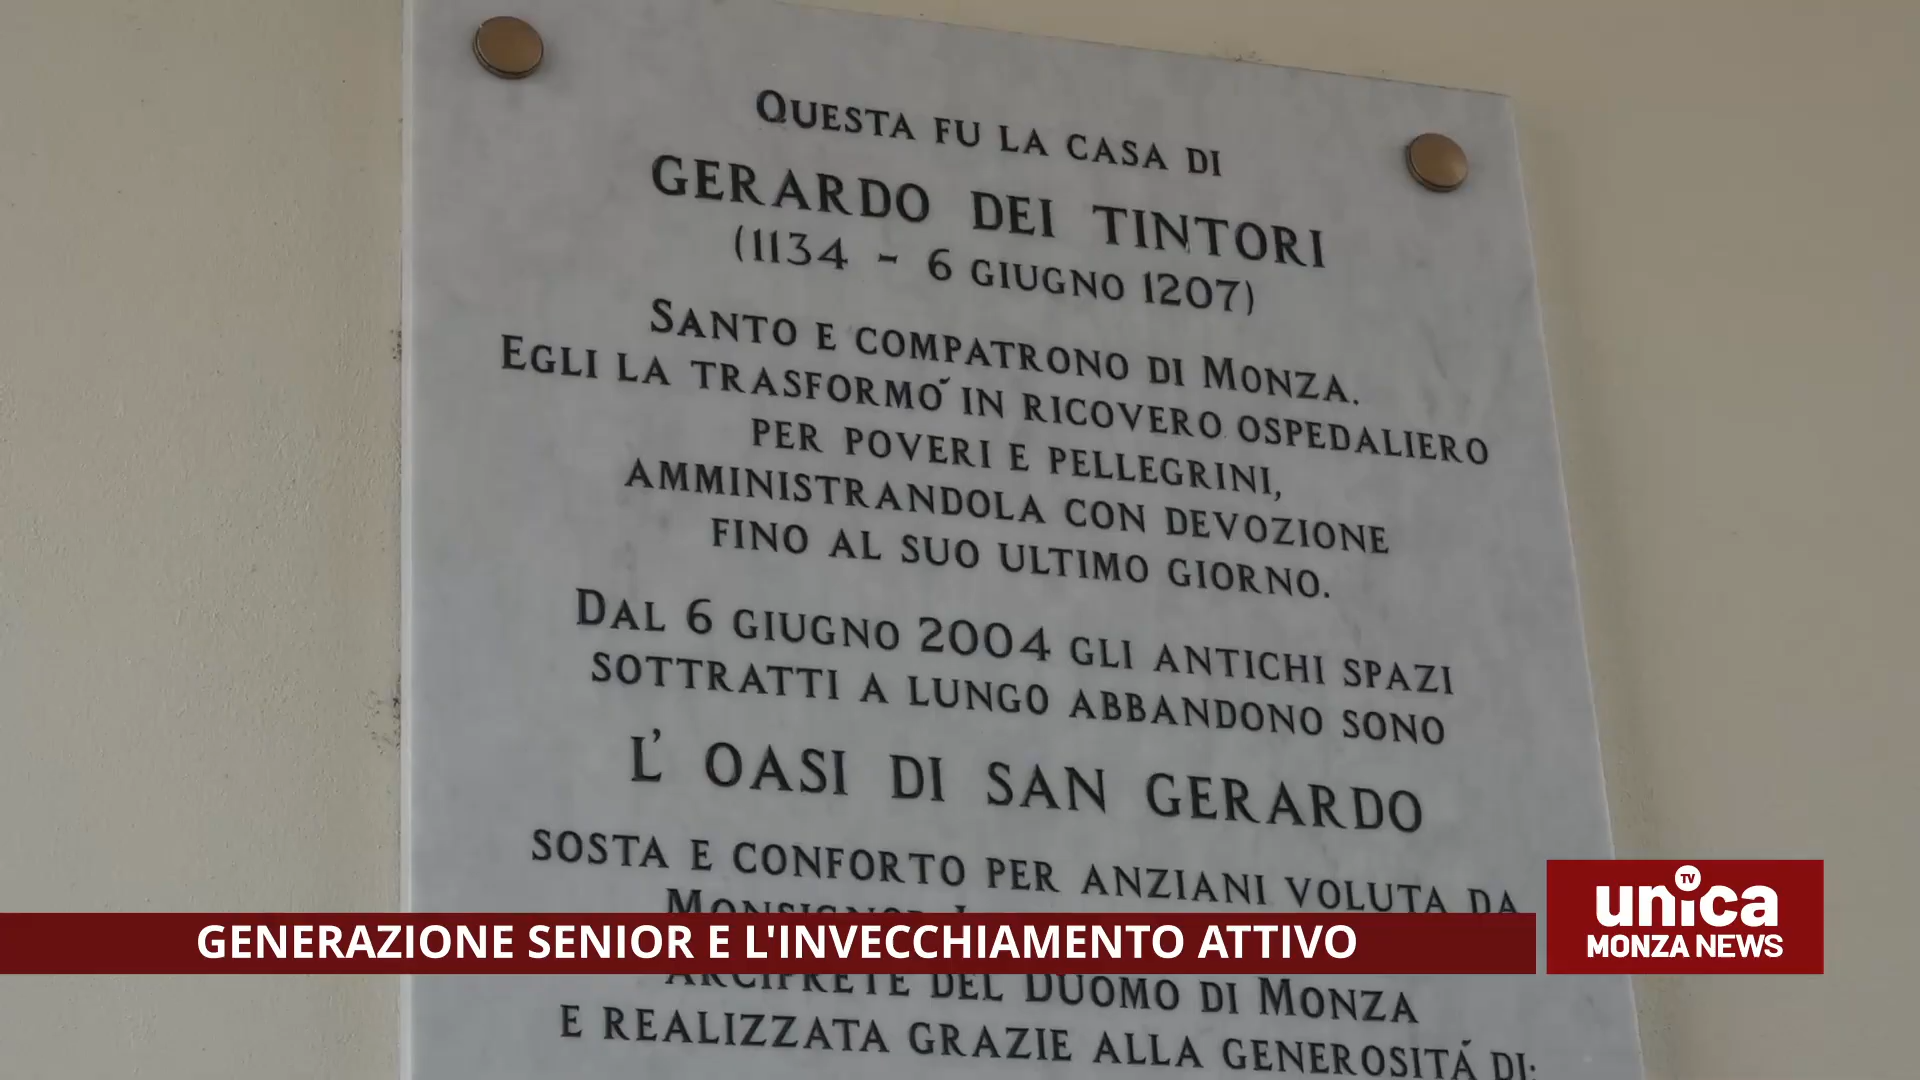 QUESTA FU LA CASA DI
GERARDO DEI TINTORI
(1134 - 6 GIUGNO 1207)
SANTO E COMPATRONO DI MONZA.
EGLI LA TRASFORMÓ IN RICOVERO OSPEDALIERO
PER POVERI E PELLEGRINI,
AMMINISTRANDOLA CON DEVOZIONE
FINO AL SUO ULTIMO GIORNO.
DAL 6 GIUGNO 2004 GLI ANTICHI SPAZI
SOTTRATTI A LUNGO ABBANDONO SONO
L' OASI DI SAN GERARDO
SOSTA E CONFORTO PER ANZIANI VOLUTA DA
GENERAZIONE SENIOR E L'INVECCHIAMENTO ATTIVO
unica TV
MONZA NEWS
ARCIPRETE DEL DUOMO DI MONZA
E REALIZZATA GRAZIE ALLA GENEROSITÁ DI: